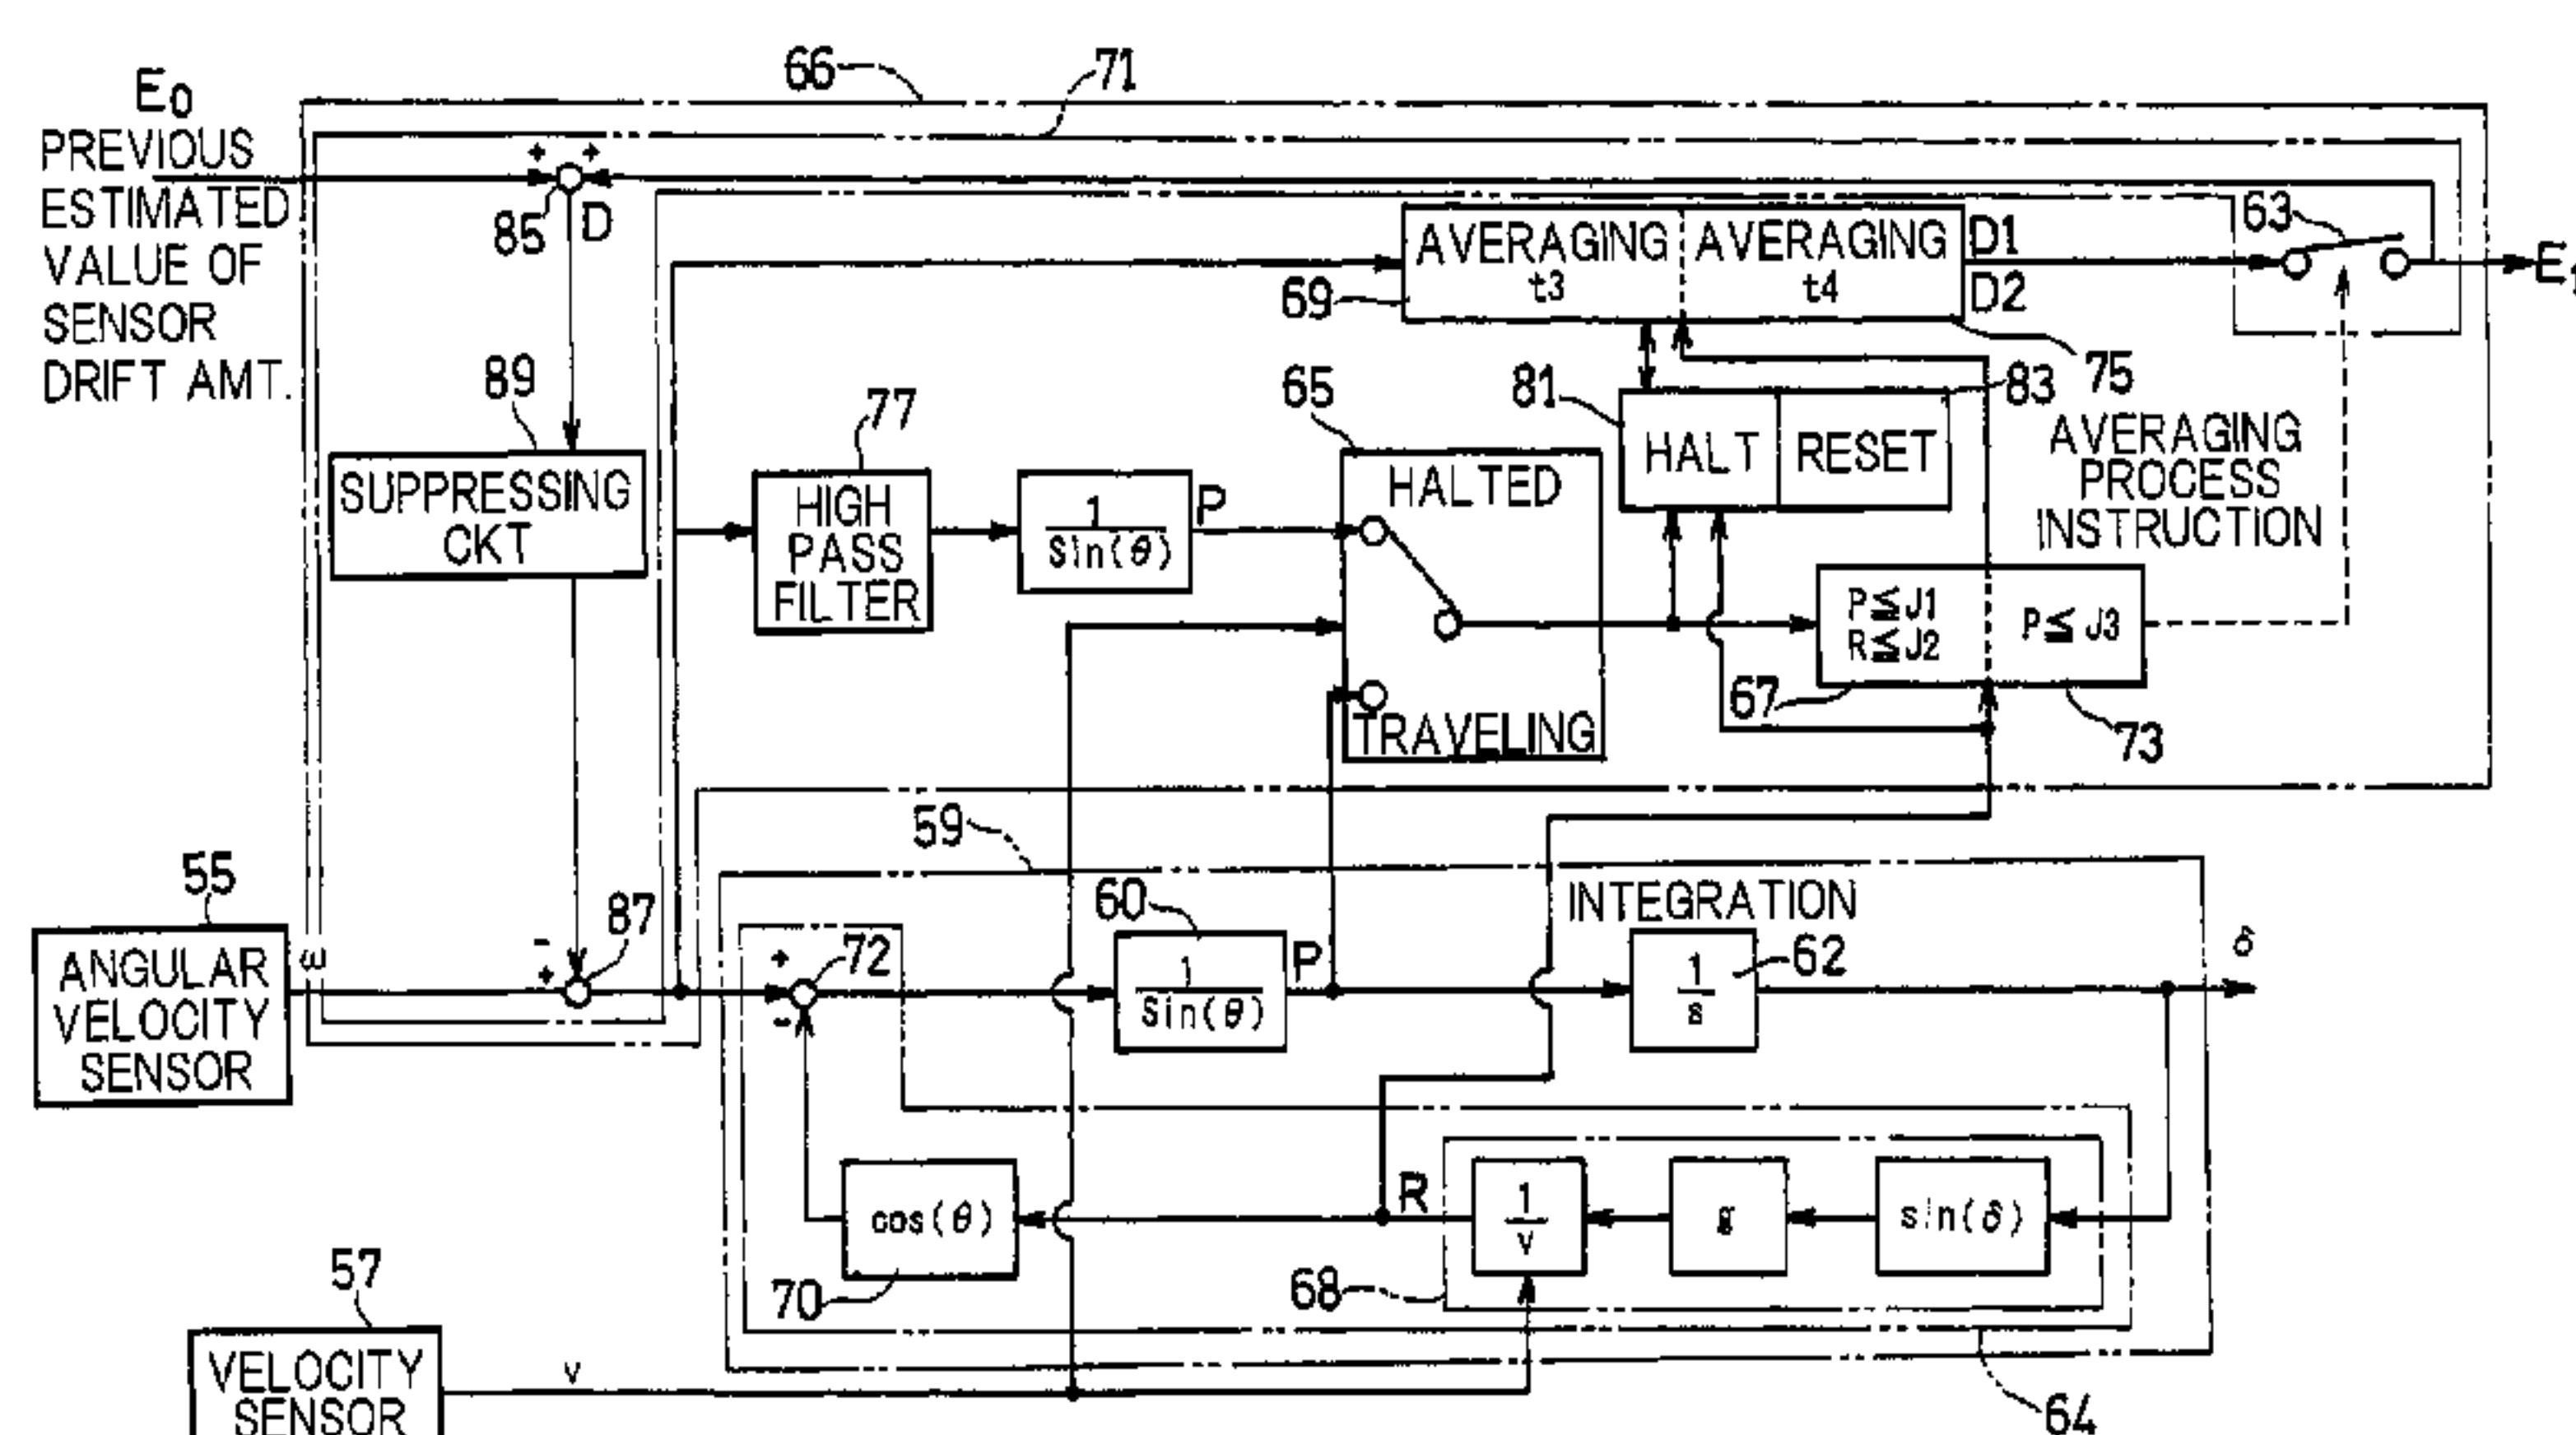 66
71
E0
PREVIOUS
ESTIMATED
VALUE OF
SENSOR
DRIFT AMT.
+ +
85
D
63
AVERAGING
t3
AVERAGING
t4
D1
D2
69
75
89
77
65
81
83
SUPPRESSING
CKT
HIGH
PASS
FILTER
1
Sin(θ)
P
HALTED
TRAVELING
HALT
RESET
AVERAGING
PROCESS
INSTRUCTION
P≦J1
R≦J2
P≦J3
67
73
59
55
ANGULAR
VELOCITY
SENSOR
ω
-
+
87
+
-
72
60
1
Sin(θ)
P
INTEGRATION
1
s
62
δ
cos(θ)
70
R
1
v
g
sin(δ)
68
57
VELOCITY
SENSOR
v
64